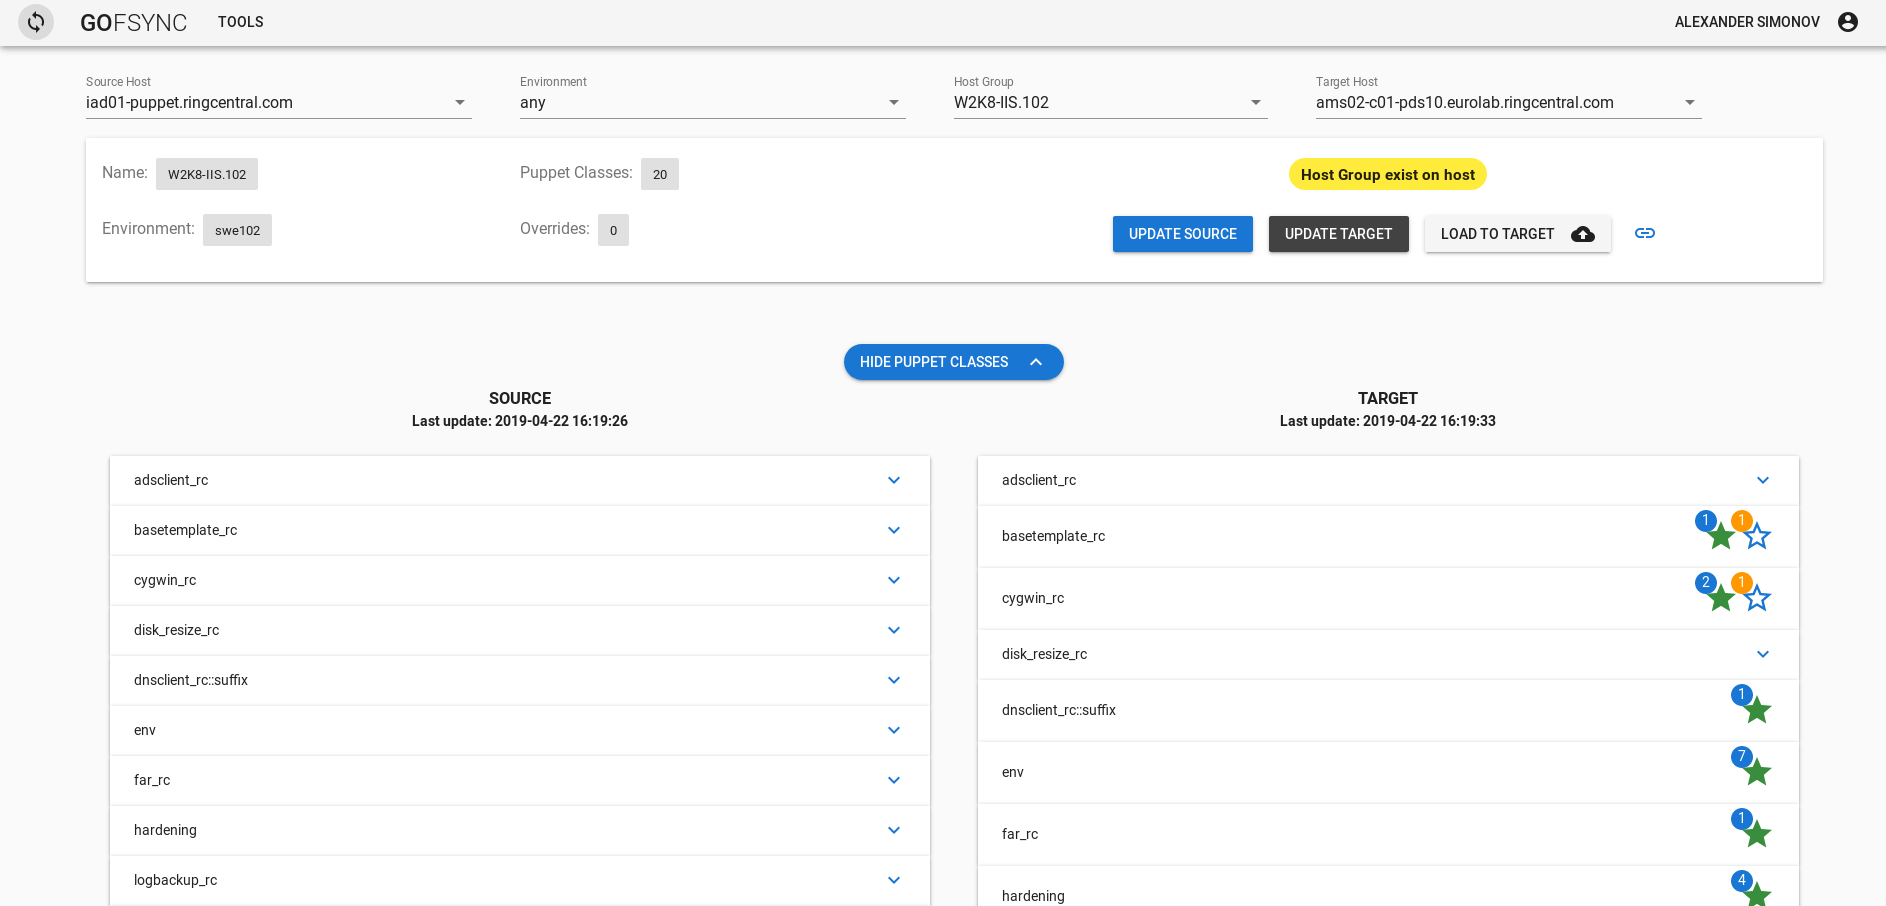 GOFSYNC TOOLS ALEXANDER SIMONOV
Source Host Environment Host Group Target Host
iad01-puppet.ringcentral.com any W2K8-IIS.102 ams02-c01-pds10.eurolab.ringcentral.com
Name: W2K8-IIS.102 Puppet Classes: 20 Host Group exist on host
Environment: swe102 Overrides: 0 UPDATE SOURCE UPDATE TARGET LOAD TO TARGET
HIDE PUPPET CLASSES
SOURCE
Last update: 2019-04-22 16:19:26
adsclient_rc
basetemplate_rc
cygwin_rc
disk_resize_rc
dnsclient_rc::suffix
env
far_rc
hardening
logbackup_rc
TARGET
Last update: 2019-04-22 16:19:33
adsclient_rc
basetemplate_rc 1 1
cygwin_rc 2 1
disk_resize_rc
dnsclient_rc::suffix 1
env 7
far_rc 1
hardening 4